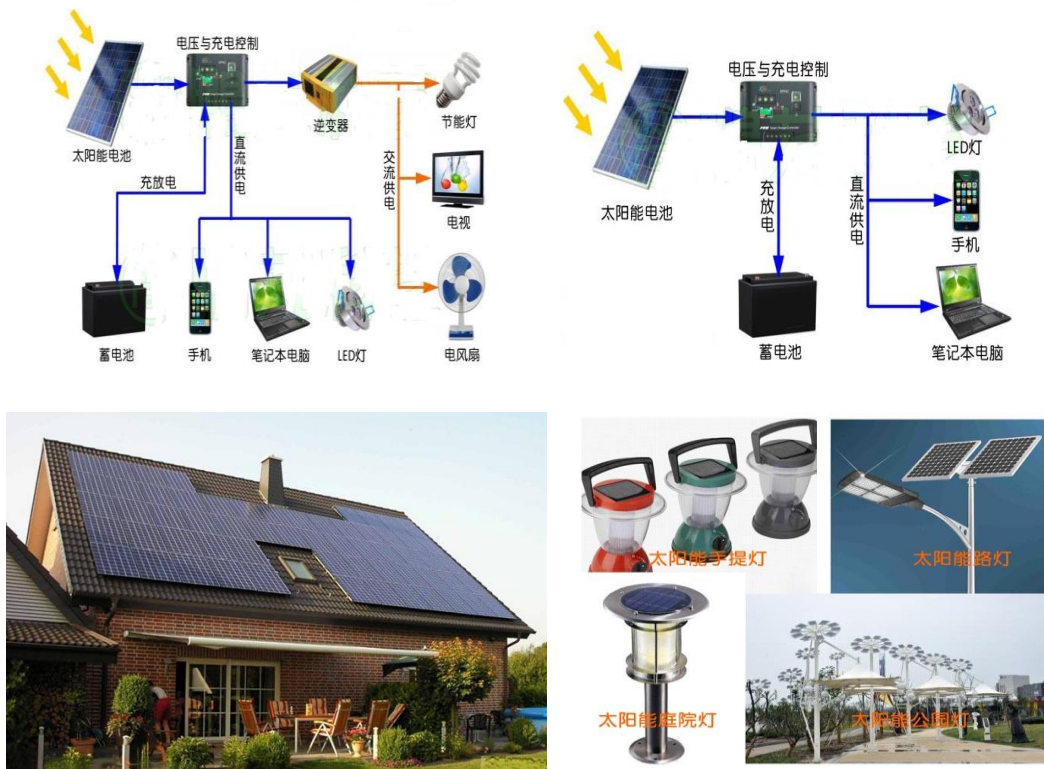 电压与充电控制
太阳能电池
逆变器
节能灯
充放电
直流供电
交流供电
电视
蓄电池
手机
笔记本电脑
LED灯
电风扇
电压与充电控制
太阳能电池
LED灯
充放电
直流供电
手机
蓄电池
笔记本电脑
太阳能手提灯
太阳能路灯
太阳能庭院灯
太阳能公园灯